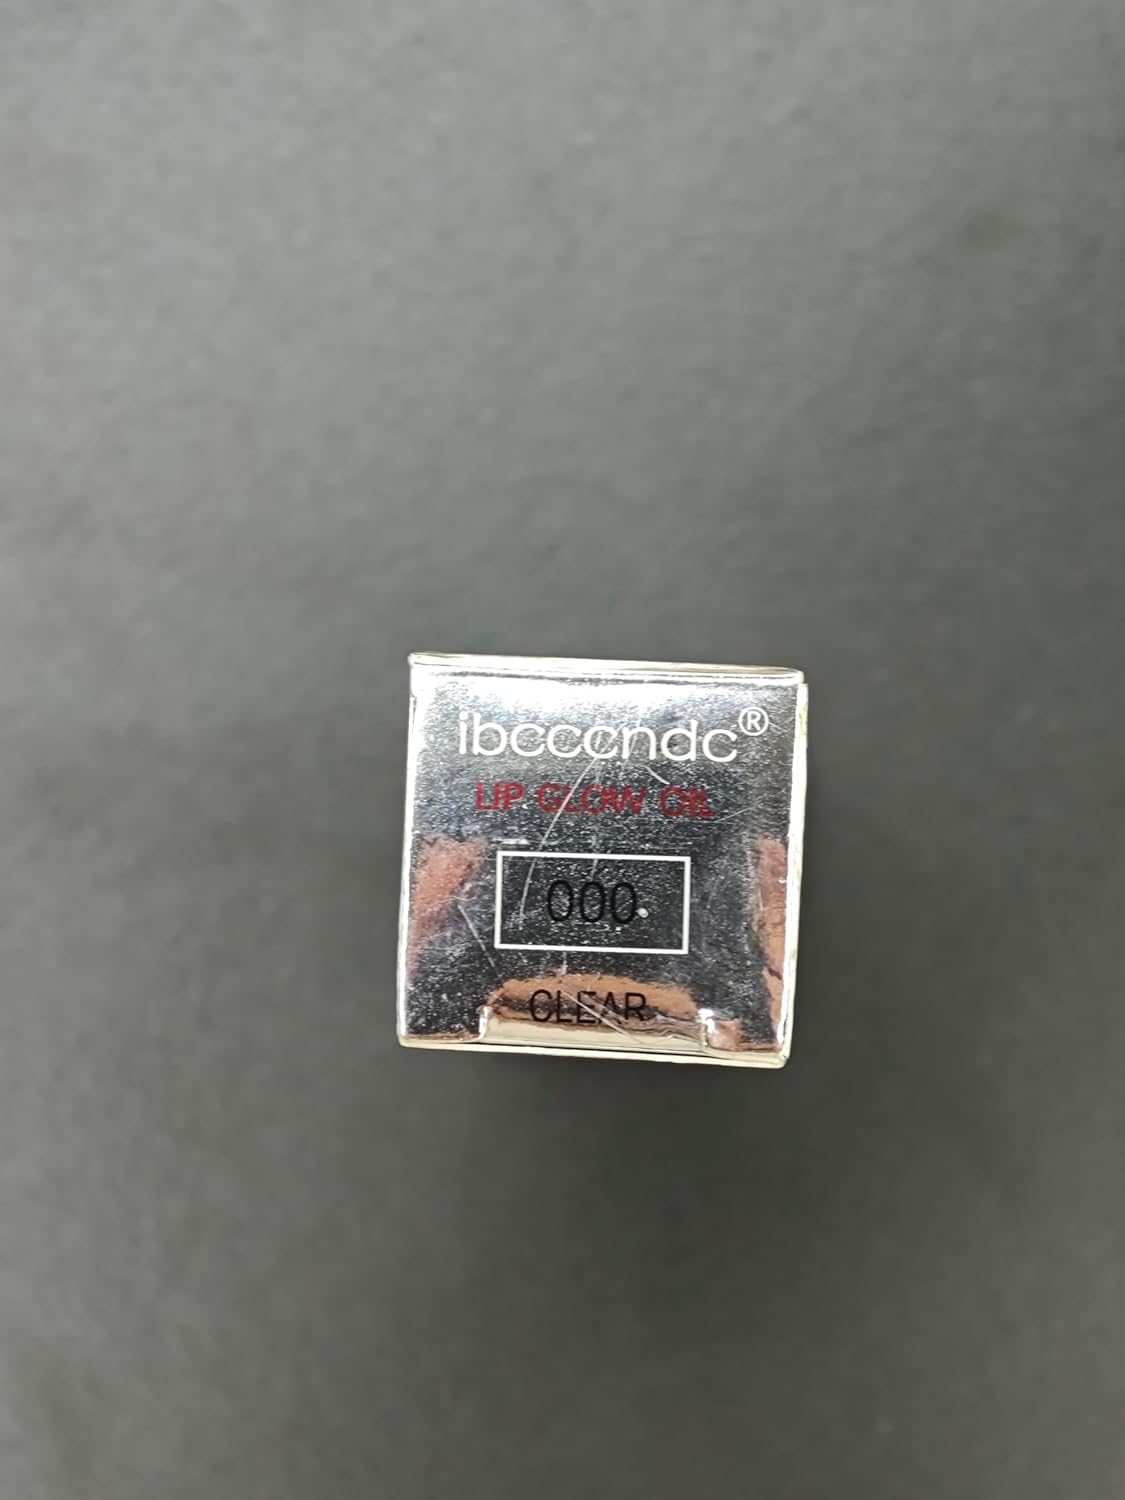 ibcccndc®
LIP GLOW OIL
000
CLEAR